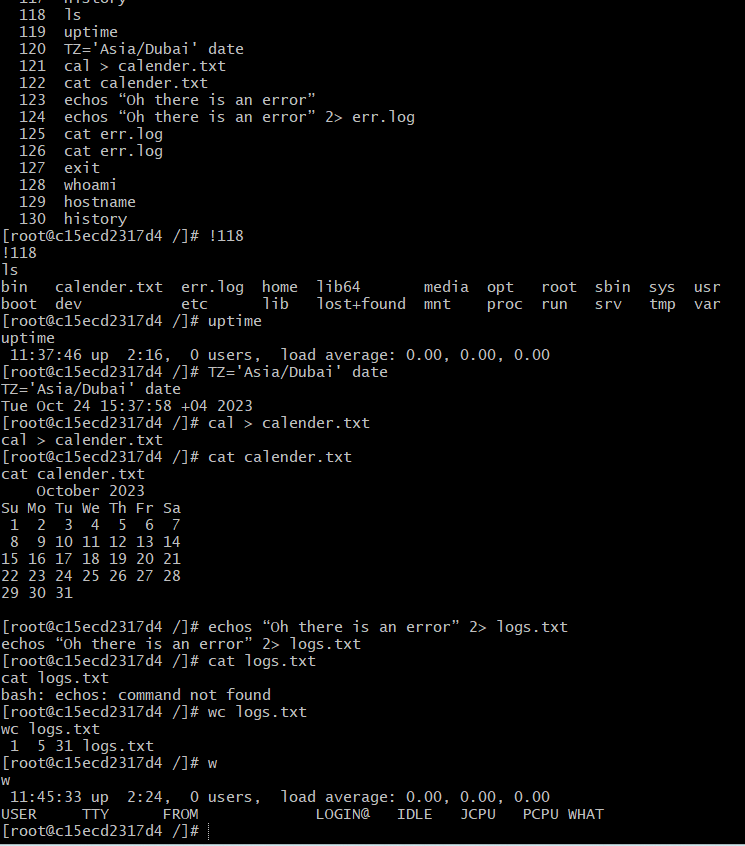 117  history
118  ls
119  uptime
120  TZ='Asia/Dubai' date
121  cal > calender.txt
122  cat calender.txt
123  echos “Oh there is an error”
124  echos “Oh there is an error” 2> err.log
125  cat err.log
126  cat err.log
127  exit
128  whoami
129  hostname
130  history
[root@c15ecd2317d4 /]# !118
!118
ls
bin   calender.txt  err.log  home  lib64       media  opt   root  sbin  sys  usr
boot  dev           etc      lib   lost+found  mnt    proc  run   srv   tmp  var
[root@c15ecd2317d4 /]# uptime
uptime
 11:37:46 up  2:16,  0 users,  load average: 0.00, 0.00, 0.00
[root@c15ecd2317d4 /]# TZ='Asia/Dubai' date
TZ='Asia/Dubai' date
Tue Oct 24 15:37:58 +04 2023
[root@c15ecd2317d4 /]# cal > calender.txt
cal > calender.txt
[root@c15ecd2317d4 /]# cat calender.txt
cat calender.txt
    October 2023
Su Mo Tu We Th Fr Sa
 1  2  3  4  5  6  7
 8  9 10 11 12 13 14
15 16 17 18 19 20 21
22 23 24 25 26 27 28
29 30 31
[root@c15ecd2317d4 /]# echos “Oh there is an error” 2> logs.txt
echos “Oh there is an error” 2> logs.txt
[root@c15ecd2317d4 /]# cat logs.txt
cat logs.txt
bash: echos: command not found
[root@c15ecd2317d4 /]# wc logs.txt
wc logs.txt
 1  5 31 logs.txt
[root@c15ecd2317d4 /]# w
w
 11:45:33 up  2:24,  0 users,  load average: 0.00, 0.00, 0.00
USER     TTY      FROM             LOGIN@   IDLE   JCPU   PCPU WHAT
[root@c15ecd2317d4 /]#